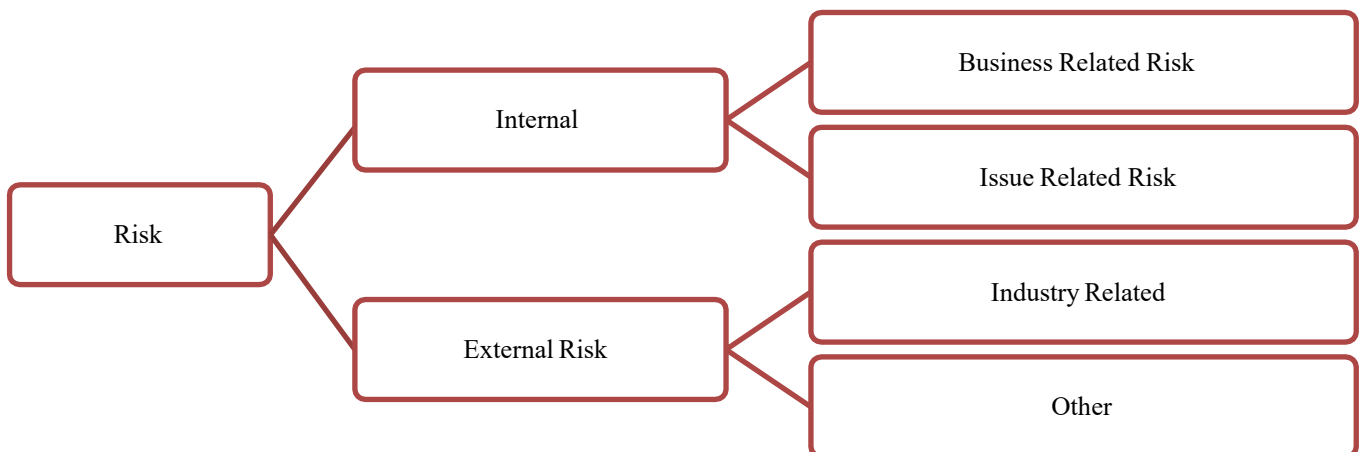 Risk
Internal
External Risk
Business Related Risk
Issue Related Risk
Industry Related
Other